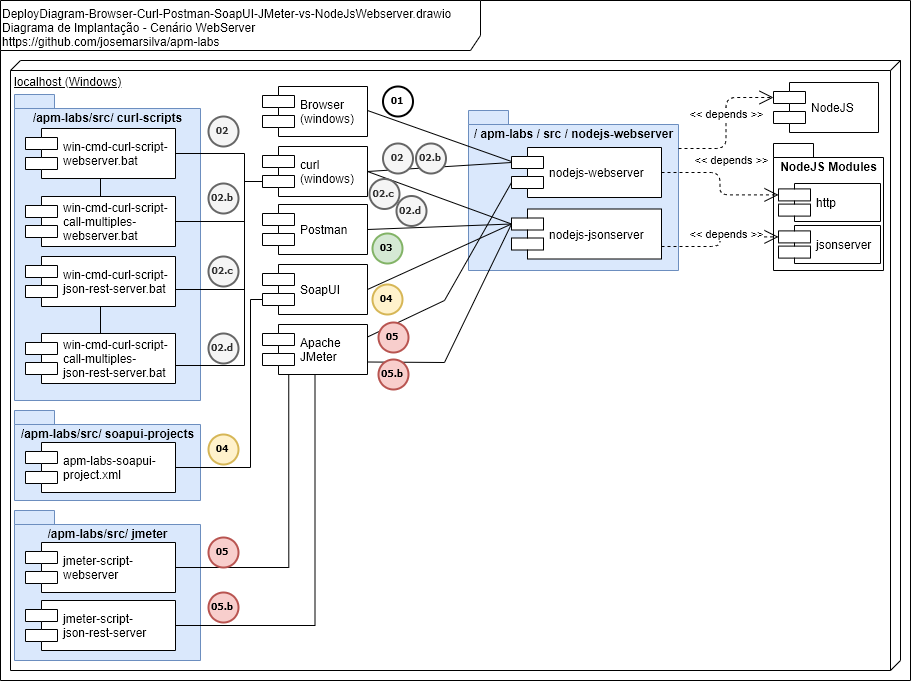 DeployDiagram-Browser-Curl-Postman-SoapUI-JMeter-vs-NodeJsWebserver.drawio
Diagrama de Implantação - Cenário WebServer
https://github.com/josemarsilva/apm-labs
localhost (Windows)
/apm-labs/src/ curl-scripts
win-cmd-curl-script-
webserver.bat
02
win-cmd-curl-script-
call-multiples-
webserver.bat
02.b
win-cmd-curl-script-
json-rest-server.bat
02.c
win-cmd-curl-script-
call-multiples-
json-rest-server.bat
02.d
/apm-labs/src/ soapui-projects
apm-labs-soapui-
project.xml
04
/apm-labs/src/ jmeter
jmeter-script-
webserver
05
jmeter-script-
json-rest-server
05.b
Browser
(windows)
01
curl
(windows)
02
02.b
02.c
02.d
Postman
03
SoapUI
04
Apache
JMeter
05
05.b
/ apm-labs / src / nodejs-webserver
nodejs-webserver
nodejs-jsonserver
<< depends >>
<< depends >>
<< depends >>
NodeJS
NodeJS Modules
http
jsonserver